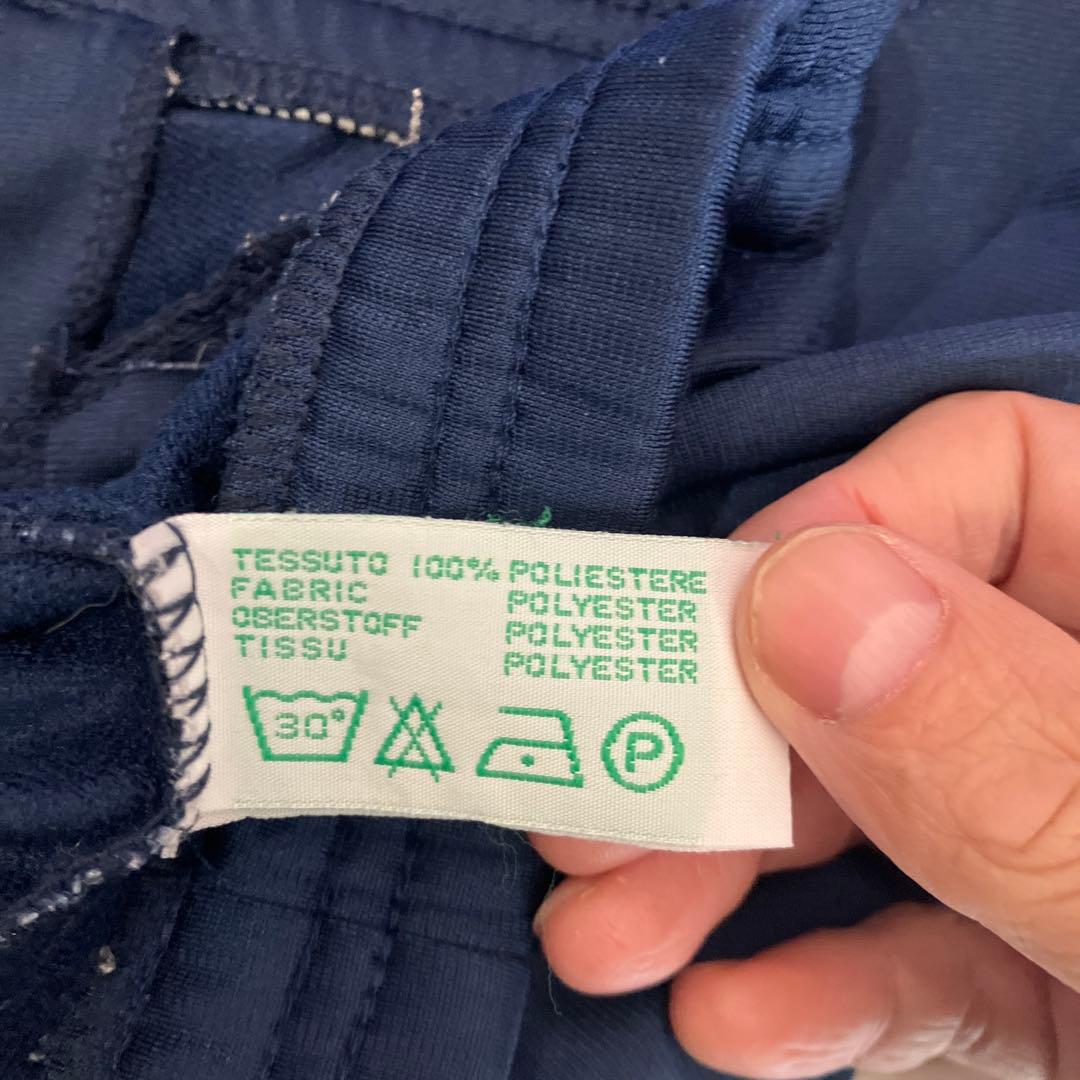 TESSUTO 100% POLIESTERE
FABRIC POLYESTER
OBERSTOFF POLYESTER
TISSU POLYESTER
30° P